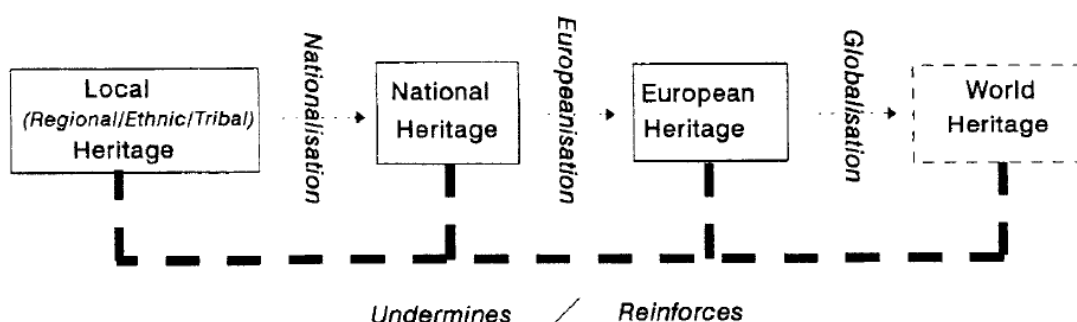 Local
(Regional/Ethnic/Tribal)
Heritage
Nationalisation
National
Heritage
Europeanisation
European
Heritage
Globalisation
World
Heritage
Undermines / Reinforces